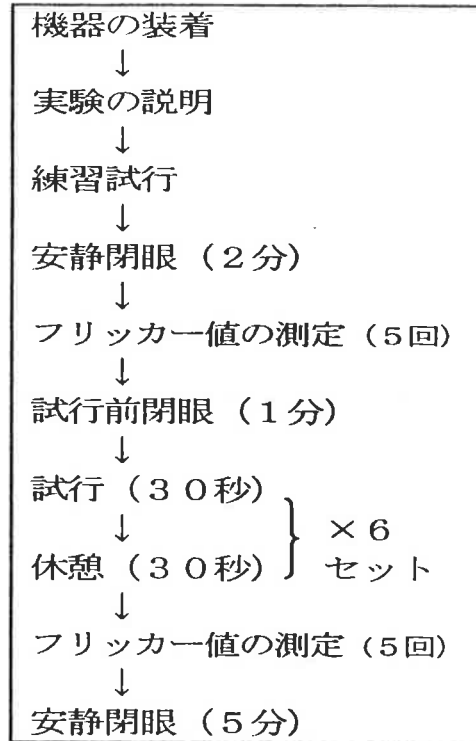 機器の装着
↓
実験の説明
↓
練習試行
↓
安静閉眼（２分）
↓
フリッカー値の測定（５回）
↓
試行前閉眼（１分）
↓
試行（３０秒）
↓
休憩（３０秒）
×６
セット
↓
フリッカー値の測定（５回）
↓
安静閉眼（５分）